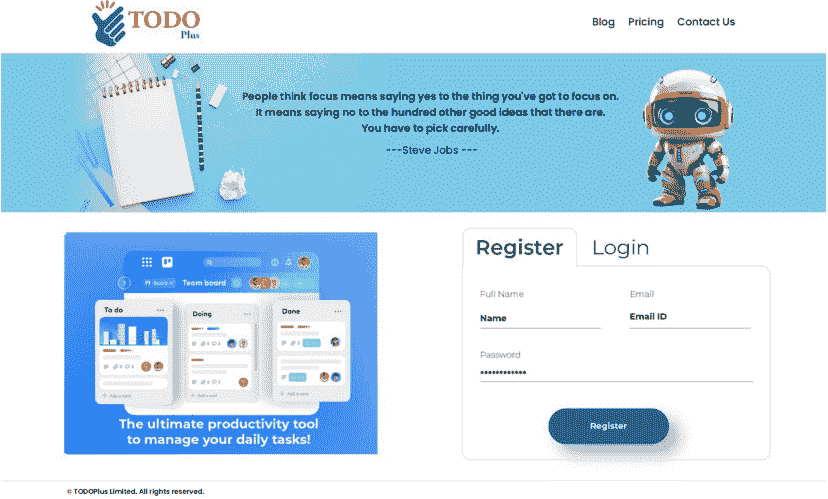 TODO
Plus
Blog Pricing Contact Us
People think focus means saying yes to the thing you've got to focus on.
It means saying no to the hundred other good ideas that there are.
You have to pick carefully.
---Steve Jobs ---
Team board
To do
Doing
Done
The ultimate productivity tool
to manage your daily tasks!
Register Login
Full Name Email
Name Email ID
Password
************
Register
© TODOPlus Limited. All rights reserved.